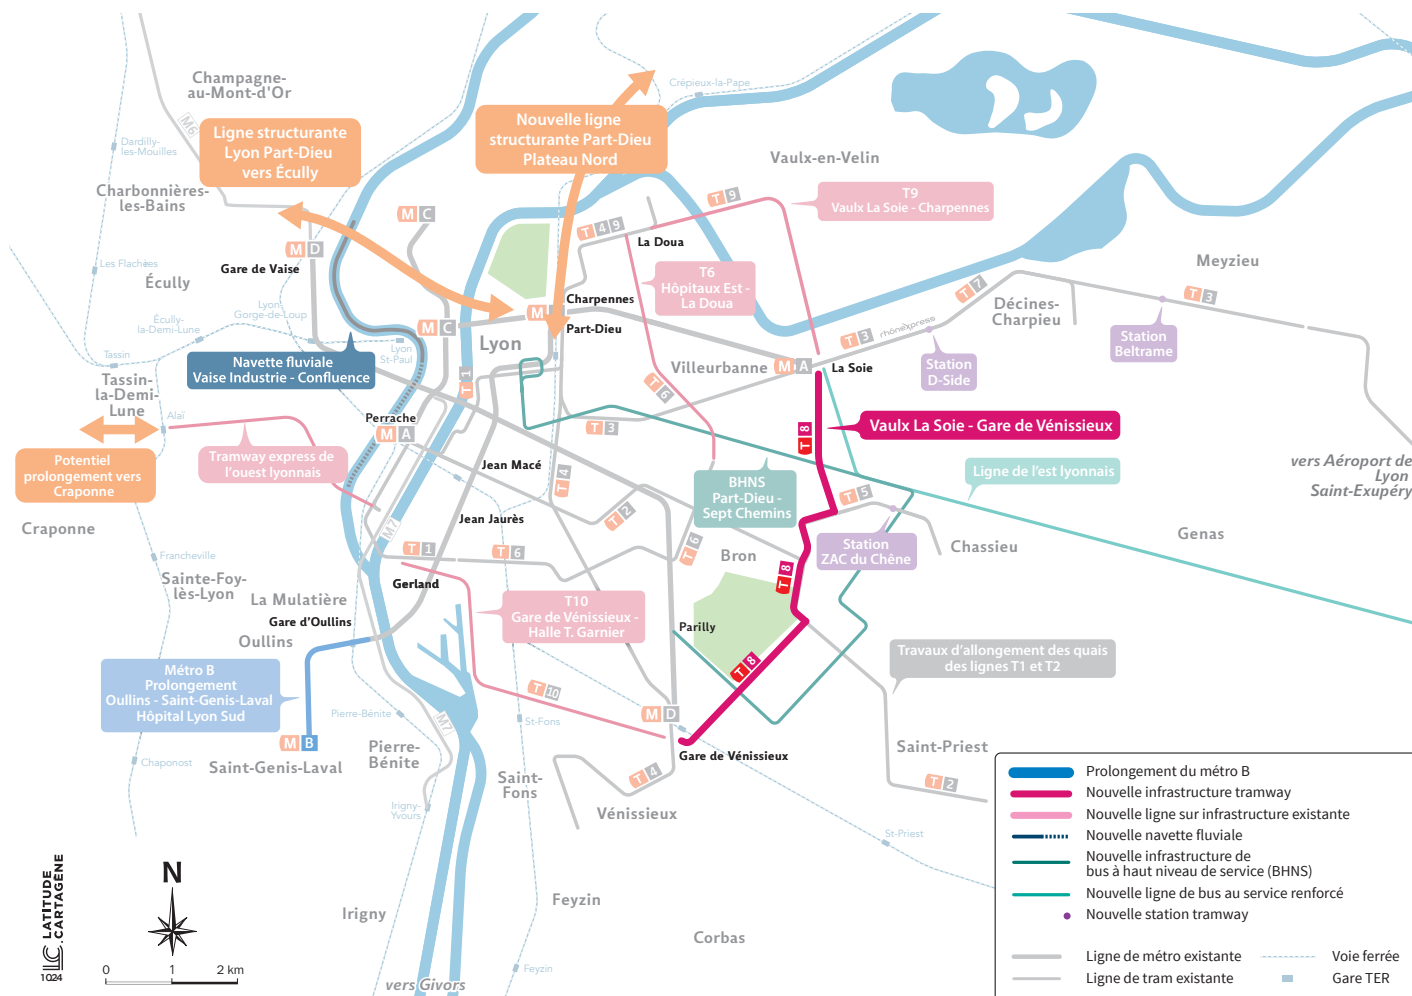 Champagne-
au-Mont-d'Or
M6
Ligne structurante
Lyon Part-Dieu
vers Écully
Nouvelle ligne
structurante Part-Dieu
Plateau Nord
Crépieux-la-Pape
Dardilly-
les-Mouilles
Vaulx-en-Velin
Charbonnières-
les-Bains
T9
Vaulx La Soie - Charpennes
T 9
M C
T 4 9
La Doua
M D
Gare de Vaise
Les Flachères
Écully
T6
Hôpitaux Est -
La Doua
Meyzieu
T 7
T 3
Décines-
Charpieu
Charpennes
M
Part-Dieu
Lyon-
Gorge-de-Loup
Écully-
la-Demi-Lune
M C
Lyon
T 3
rhônexpress
Station
Beltrame
Lyon
St-Paul
Tassin
Navette fluviale
Vaise Industrie - Confluence
Villeurbanne
M A
La Soie
Station
D-Side
Tassin-
la-Demi-
Lune
T 1
T 6
Alaï
Perrache
M A
T 3
T 8
Vaulx La Soie - Gare de Vénissieux
Tramway express de
l'ouest lyonnais
Potentiel
prolongement vers
Craponne
Jean Macé
T 4
BHNS
Part-Dieu -
Sept Chemins
Ligne de l'est lyonnais
vers Aéroport de
Lyon
Saint-Exupéry
T 5
Craponne
M7
Jean Jaurès
T 2
Genas
Station
ZAC du Chêne
Chassieu
T 1
T 6
T 6
Bron
T 8
Francheville
Sainte-Foy-
lès-Lyon
Gerland
La Mulatière
Gare d'Oullins
Oullins
T10
Gare de Vénissieux -
Halle T. Garnier
Parilly
T 8
Travaux d'allongement des quais
des lignes T1 et T2
Métro B
Prolongement
Oullins - Saint-Genis-Laval
Hôpital Lyon Sud
T 10
M D
Pierre-Bénite
M7
St-Fons
M B
Saint-Genis-Laval
Pierre-
Bénite
Gare de Vénissieux
Saint-Priest
Chaponost
Saint-
Fons
T 4
T 2
Irigny-
Yvours
Vénissieux
St-Priest
Prolongement du métro B
Nouvelle infrastructure tramway
Nouvelle ligne sur infrastructure existante
Nouvelle navette fluviale
Nouvelle infrastructure de
bus à haut niveau de service (BHNS)
Nouvelle ligne de bus au service renforcé
Nouvelle station tramway
Ligne de métro existante
Voie ferrée
Ligne de tram existante
Gare TER
LATITUDE
.CARTAGÈNE
LC
1024
N
0 1 2 km
Irigny
Feyzin
Corbas
Feyzin
vers Givors